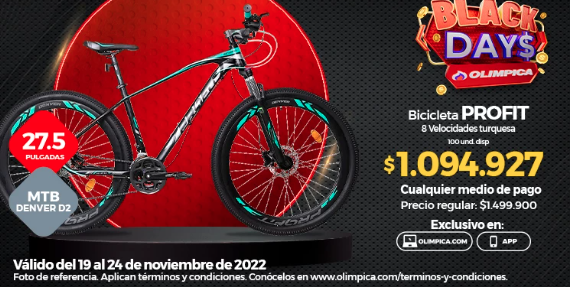 BLACK
DAY$
OLIMPICA
Bicicleta PROFIT
8 Velocidades turquesa
100 und. disp
$1.094.927
Cualquier medio de pago
Precio regular: $1.499.900
Exclusivo en:
OLIMPICA.COM
APP
27.5
PULGADAS
MTB
DENVER D2
PROFIT
Válido del 19 al 24 de noviembre de 2022
Foto de referencia. Aplican términos y condiciones. Conócelos en www.olimpica.com/terminos-y-condiciones.